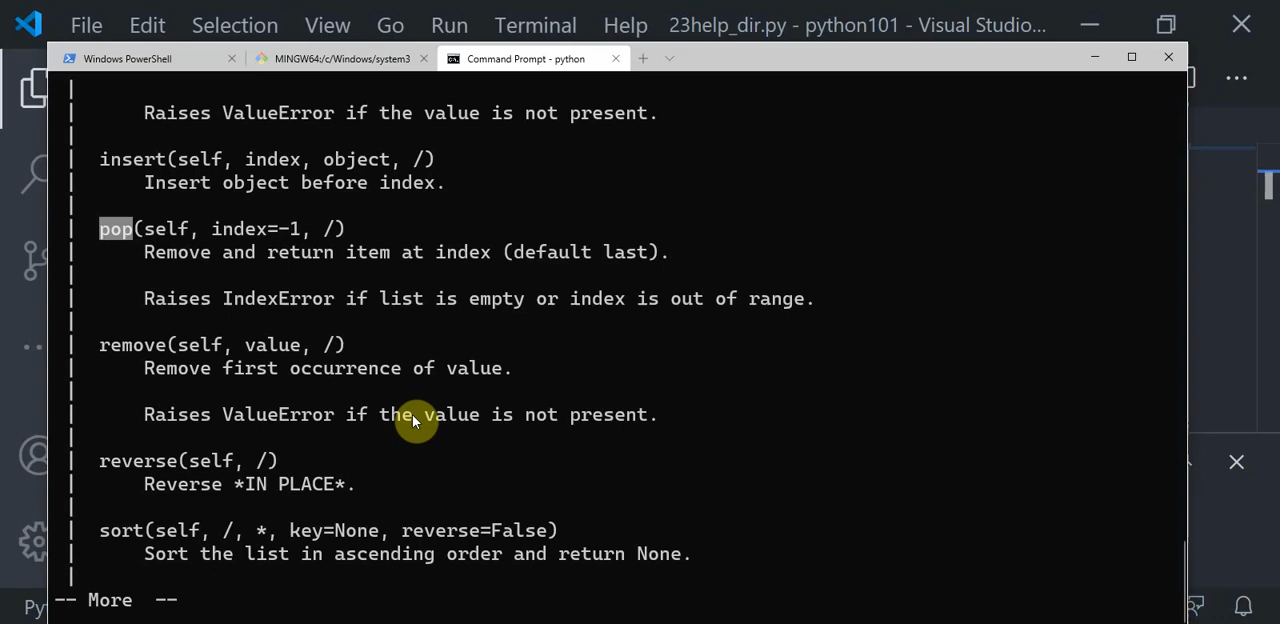 File Edit Selection View Go Run Terminal Help 23help_dir.py - python101 - Visual Studio...
Windows PowerShell MINGW64:/c/Windows/system3 Command Prompt - python
Raises ValueError if the value is not present.
insert(self, index, object, /)
Insert object before index.
pop(self, index=-1, /)
Remove and return item at index (default last).
Raises IndexError if list is empty or index is out of range.
remove(self, value, /)
Remove first occurrence of value.
Raises ValueError if the value is not present.
reverse(self, /)
Reverse *IN PLACE*.
sort(self, /, *, key=None, reverse=False)
Sort the list in ascending order and return None.
-- More --
Py